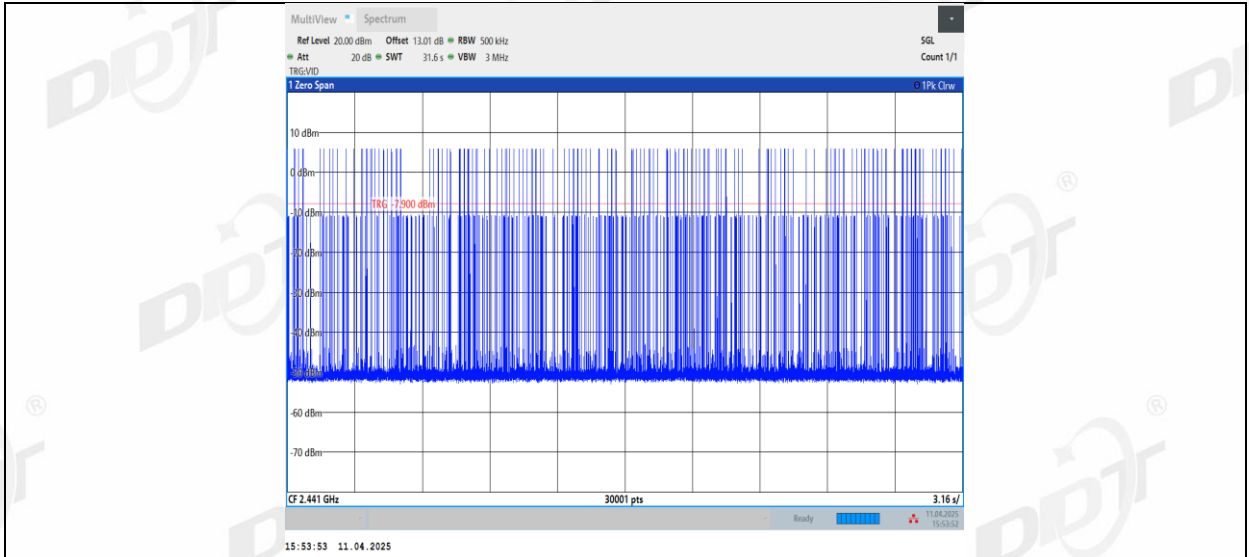 MultiView Spectrum
Ref Level 20.00 dBm Offset 13.01 dB RBW 500 kHz SGL
Att 20 dB SWT 31.6 s VBW 3 MHz Count 1/1
TRG:VID
1 Zero Span 1Pk Clrw
10 dBm
0 dBm
TRG -7.900 dBm
-10 dBm
-20 dBm
-30 dBm
-40 dBm
-50 dBm
-60 dBm
-70 dBm
CF 2.441 GHz 30001 pts 3.16 s/
Ready 11.04.2025
15:53:52
15:53:53 11.04.2025
DDT
®